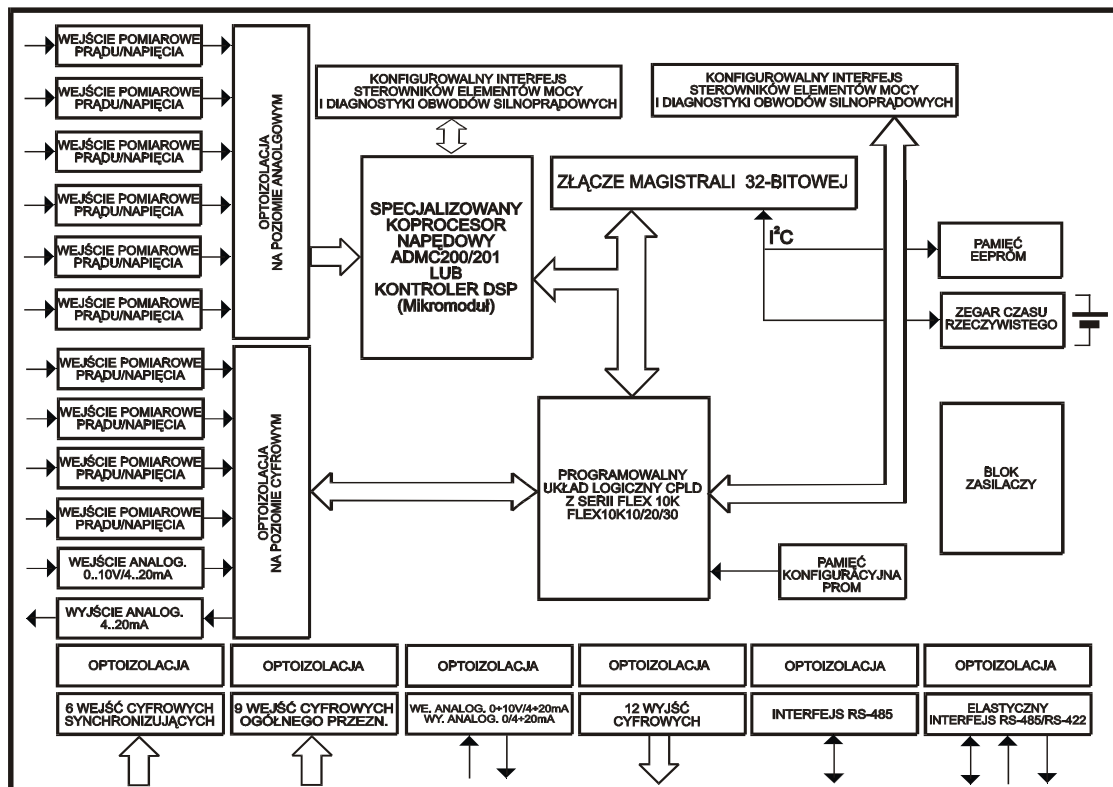 WEJŚCIE POMIAROWE
PRĄDU/NAPIĘCIA
WEJŚCIE POMIAROWE
PRĄDU/NAPIĘCIA
WEJŚCIE POMIAROWE
PRĄDU/NAPIĘCIA
WEJŚCIE POMIAROWE
PRĄDU/NAPIĘCIA
WEJŚCIE POMIAROWE
PRĄDU/NAPIĘCIA
WEJŚCIE POMIAROWE
PRĄDU/NAPIĘCIA
OPTOIZOLACJA
NA POZIOMIE ANAOLGOWYM
KONFIGUROWALNY INTERFEJS
STEROWNIKÓW ELEMENTÓW MOCY
I DIAGNOSTYKI OBWODÓW SILNOPRĄDOWYCH
KONFIGUROWALNY INTERFEJS
STEROWNIKÓW ELEMENTÓW MOCY
I DIAGNOSTYKI OBWODÓW SILNOPRĄDOWYCH
SPECJALIZOWANY
KOPROCESOR
NAPĘDOWY
ADMC200/201
LUB
KONTROLER DSP
(Mikromoduł)
ZŁĄCZE MAGISTRALI 32-BITOWEJ
I²C
PAMIĘĆ
EEPROM
ZEGAR CZASU
RZECZYWISTEGO
WEJŚCIE POMIAROWE
PRĄDU/NAPIĘCIA
WEJŚCIE POMIAROWE
PRĄDU/NAPIĘCIA
WEJŚCIE POMIAROWE
PRĄDU/NAPIĘCIA
WEJŚCIE POMIAROWE
PRĄDU/NAPIĘCIA
WEJŚCIE ANALOG.
0..10V/4..20mA
WYJŚCIE ANALOG.
4..20mA
OPTOIZOLACJA
NA POZIOMIE CYFROWYM
PROGRAMOWALNY
UKŁAD LOGICZNY CPLD
Z SERII FLEX 10K
FLEX10K10/20/30
BLOK
ZASILACZY
PAMIĘĆ
KONFIGURACYJNA
PROM
OPTOIZOLACJA
OPTOIZOLACJA
OPTOIZOLACJA
OPTOIZOLACJA
OPTOIZOLACJA
OPTOIZOLACJA
6 WEJŚĆ CYFROWYCH
SYNCHRONIZUJĄCYCH
9 WEJŚĆ CYFROWYCH
OGÓLNEGO PRZEZN.
WE. ANALOG. 0÷10V/4÷20mA
WY. ANALOG. 0/4÷20mA
12 WYJŚĆ
CYFROWYCH
INTERFEJS RS-485
ELASTYCZNY
INTERFEJS RS-485/RS-422